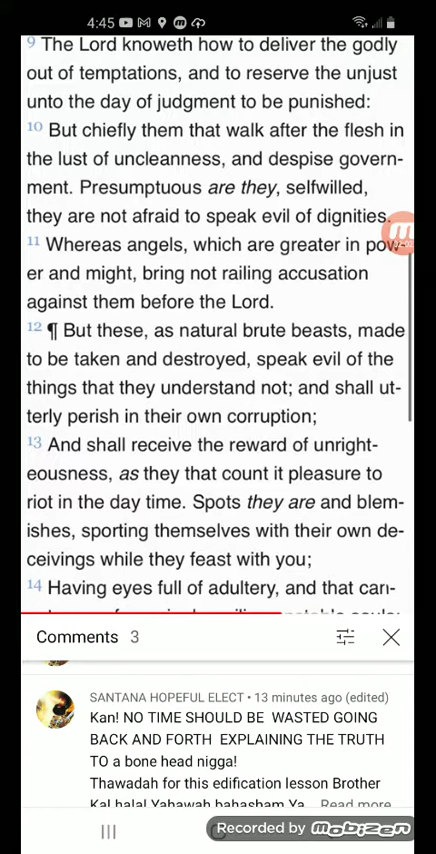 4:45
9 The Lord knoweth how to deliver the godly
out of temptations, and to reserve the unjust
unto the day of judgment to be punished:
10 But chiefly them that walk after the flesh in
the lust of uncleanness, and despise govern-
ment. Presumptuous are they, selfwilled,
they are not afraid to speak evil of dignities.
11 Whereas angels, which are greater in pow-
er and might, bring not railing accusation
against them before the Lord.
12 ¶ But these, as natural brute beasts, made
to be taken and destroyed, speak evil of the
things that they understand not; and shall ut-
terly perish in their own corruption;
13 And shall receive the reward of unright-
eousness, as they that count it pleasure to
riot in the day time. Spots they are and blem-
ishes, sporting themselves with their own de-
ceivings while they feast with you;
14 Having eyes full of adultery, and that can-
Comments 3
SANTANA HOPEFUL ELECT • 13 minutes ago (edited)
Kan! NO TIME SHOULD BE WASTED GOING
BACK AND FORTH EXPLAINING THE TRUTH
TO a bone head nigga!
Thawadah for this edification lesson Brother
Kal halal Yahawah bahasham Ya... Read more
Recorded by Mobizen